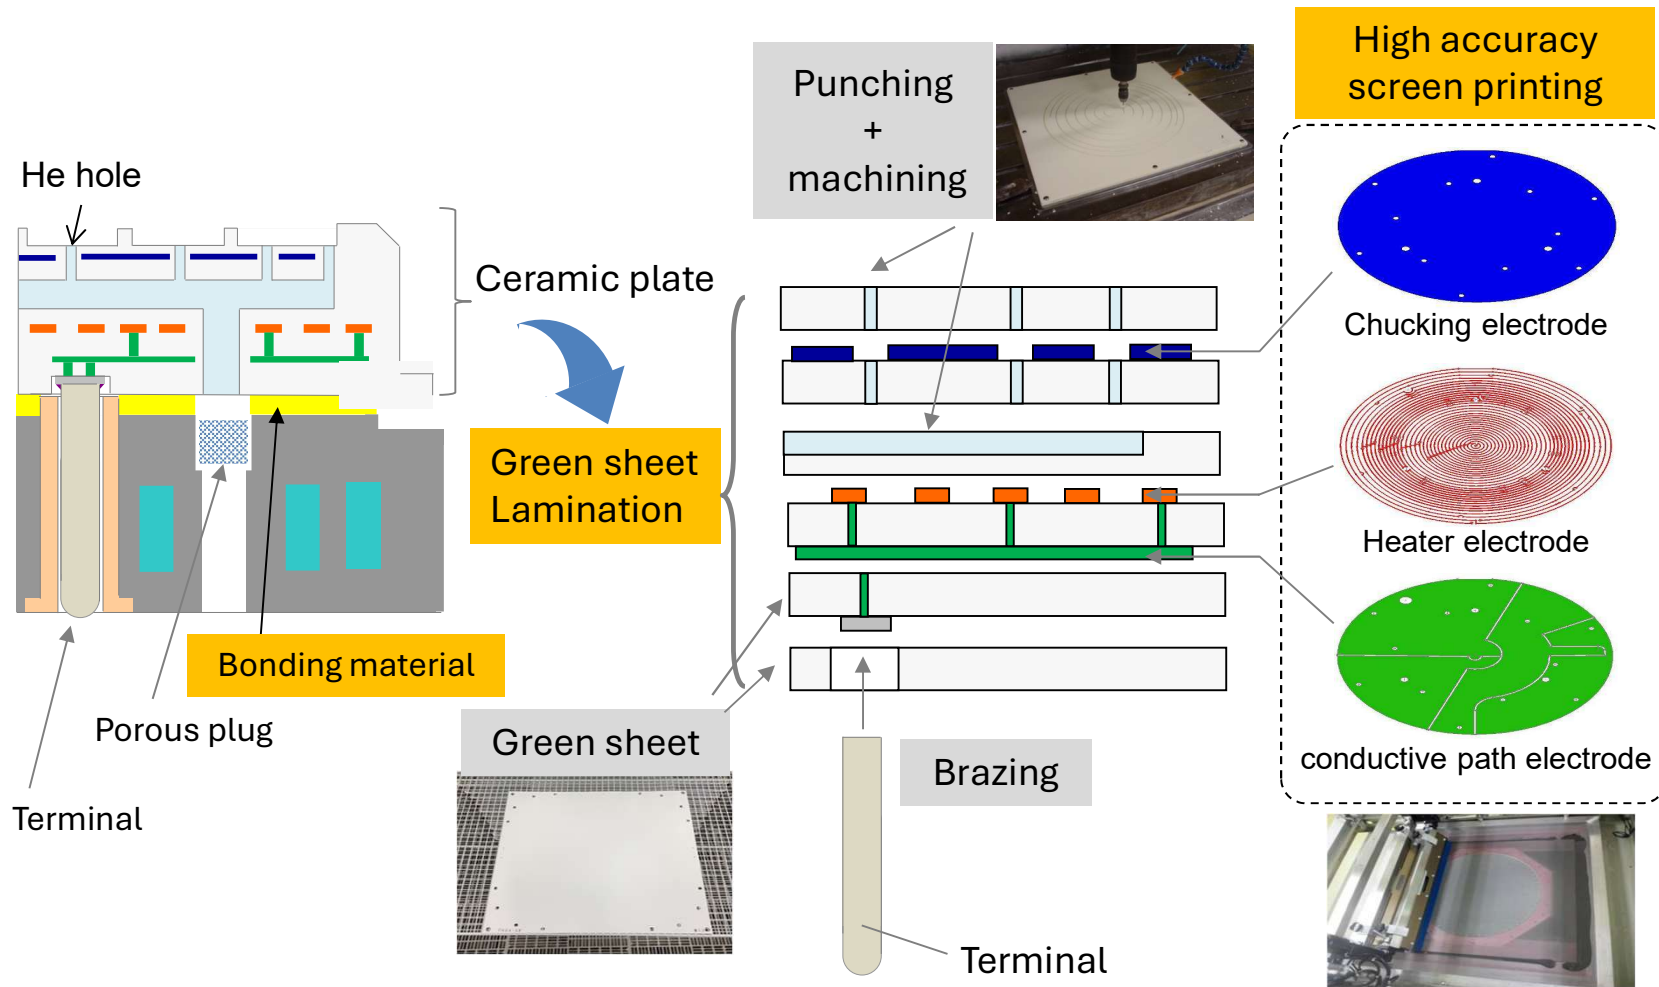 High accuracy
screen printing
Punching
+
machining
He hole
Ceramic plate
Chucking electrode
Green sheet
Lamination
Heater electrode
Bonding material
Porous plug
Green sheet
Brazing
conductive path electrode
Terminal
Terminal